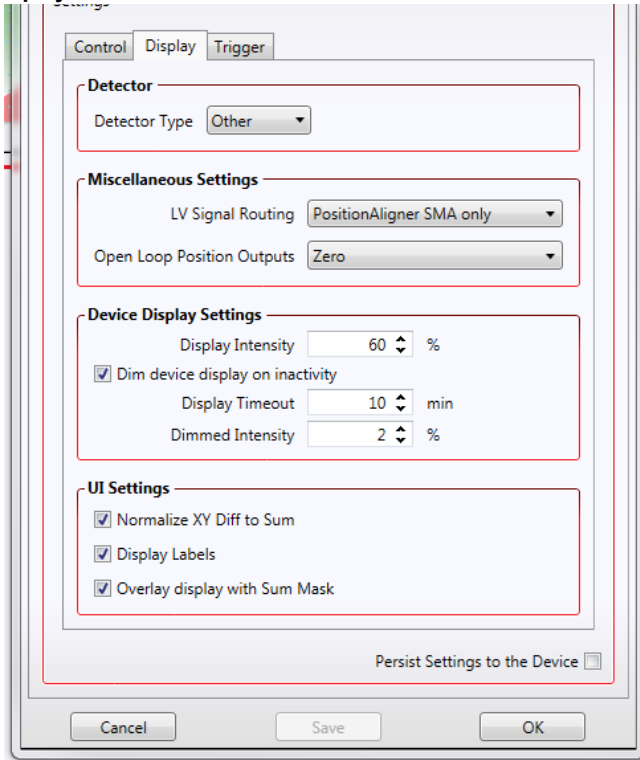 Settings
Control Display Trigger
Detector
Detector Type Other
Miscellaneous Settings
LV Signal Routing PositionAligner SMA only
Open Loop Position Outputs Zero
Device Display Settings
Display Intensity 60 %
Dim device display on inactivity
Display Timeout 10 min
Dimmed Intensity 2 %
UI Settings
Normalize XY Diff to Sum
Display Labels
Overlay display with Sum Mask
Persist Settings to the Device
Cancel Save OK